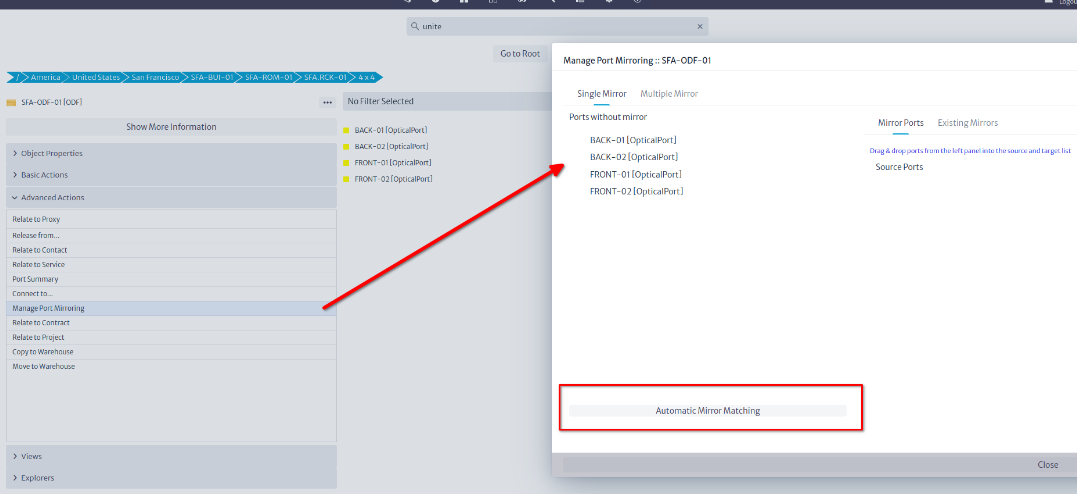 Logou
unite
Go to Root
/ America United States San Francisco SFA-BUI-01 SFA-ROM-01 SFA.RCK-01 4 x 4
SFA-ODF-01 [ODF]
Show More Information
Object Properties
Basic Actions
Advanced Actions
Relate to Proxy
Release from...
Relate to Contact
Relate to Service
Port Summary
Connect to...
Manage Port Mirroring
Relate to Contract
Relate to Project
Copy to Warehouse
Move to Warehouse
Views
Explorers
No Filter Selected
BACK-01 [OpticalPort]
BACK-02 [OpticalPort]
FRONT-01 [OpticalPort]
FRONT-02 [OpticalPort]
Manage Port Mirroring :: SFA-ODF-01
Single Mirror Multiple Mirror
Ports without mirror
BACK-01 [OpticalPort]
BACK-02 [OpticalPort]
FRONT-01 [OpticalPort]
FRONT-02 [OpticalPort]
Automatic Mirror Matching
Mirror Ports Existing Mirrors
Drag & drop ports from the left panel into the source and target list
Source Ports
Close